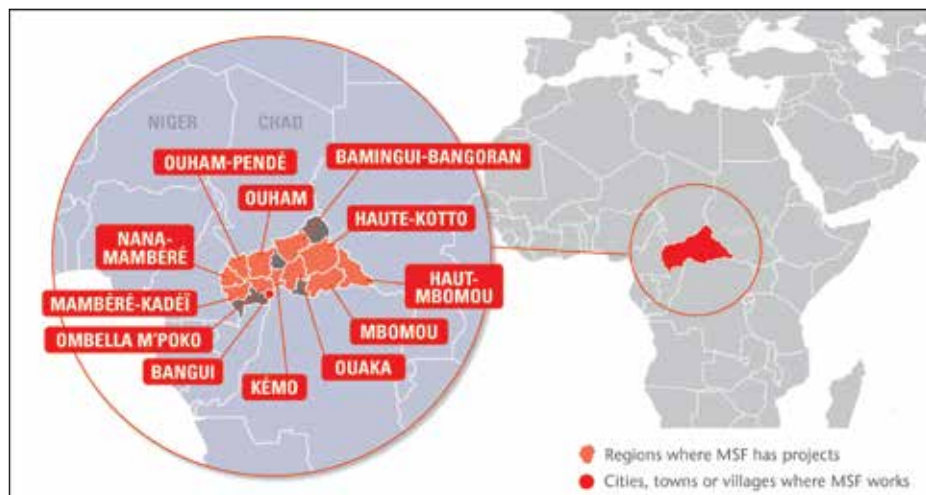 NIGER
CHAD
OUHAM-PENDÉ
BAMINGUI-BANGORAN
OUHAM
HAUTE-KOTTO
NANA-
MAMBÉRÉ
HAUT-
MBOMOU
MAMBÉRÉ-KADÉÏ
MBOMOU
OMBELLA M'POKO
OUAKA
BANGUI
KÉMO
Regions where MSF has projects
Cities, towns or villages where MSF works